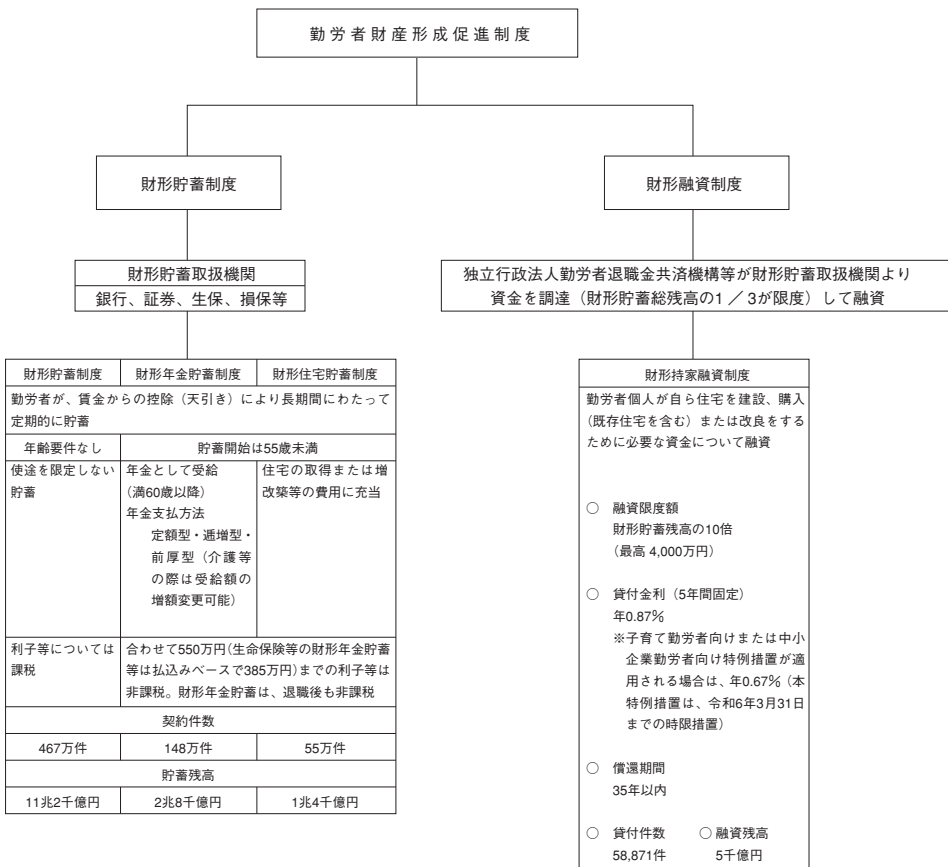 勤労者財産形成促進制度
財形貯蓄制度
財形融資制度
財形貯蓄取扱機関
銀行、証券、生保、損保等
独立行政法人勤労者退職金共済機構等が財形貯蓄取扱機関より
資金を調達（財形貯蓄総残高の1／3が限度）して融資
財形貯蓄制度 財形年金貯蓄制度 財形住宅貯蓄制度
勤労者が、賃金からの控除（天引き）により長期間にわたって
定期的に貯蓄
年齢要件なし 貯蓄開始は55歳未満
使途を限定しない
貯蓄
年金として受給
(満60歳以降)
年金支払方法
定額型・逓増型・
前厚型（介護等
の際は受給額の
増額変更可能）
住宅の取得または増
改築等の費用に充当
利子等については
課税
合わせて550万円(生命保険等の財形年金貯蓄
等は払込みベースで385万円)までの利子等は
非課税。財形年金貯蓄は、退職後も非課税
契約件数
467万件 148万件 55万件
貯蓄残高
11兆2千億円 2兆8千億円 1兆4千億円
財形持家融資制度
勤労者個人が自ら住宅を建設、購入
(既存住宅を含む) または改良をする
ために必要な資金について融資
○ 融資限度額
財形貯蓄残高の10倍
（最高 4,000万円）
○ 貸付金利（5年間固定）
年0.87%
※子育て勤労者向けまたは中小
企業勤労者向け特例措置が適
用される場合は、年0.67%（本
特例措置は、令和6年3月31日
までの時限措置）
○ 償還期間
35年以内
○ 貸付件数 ○ 融資残高
58,871件 5千億円